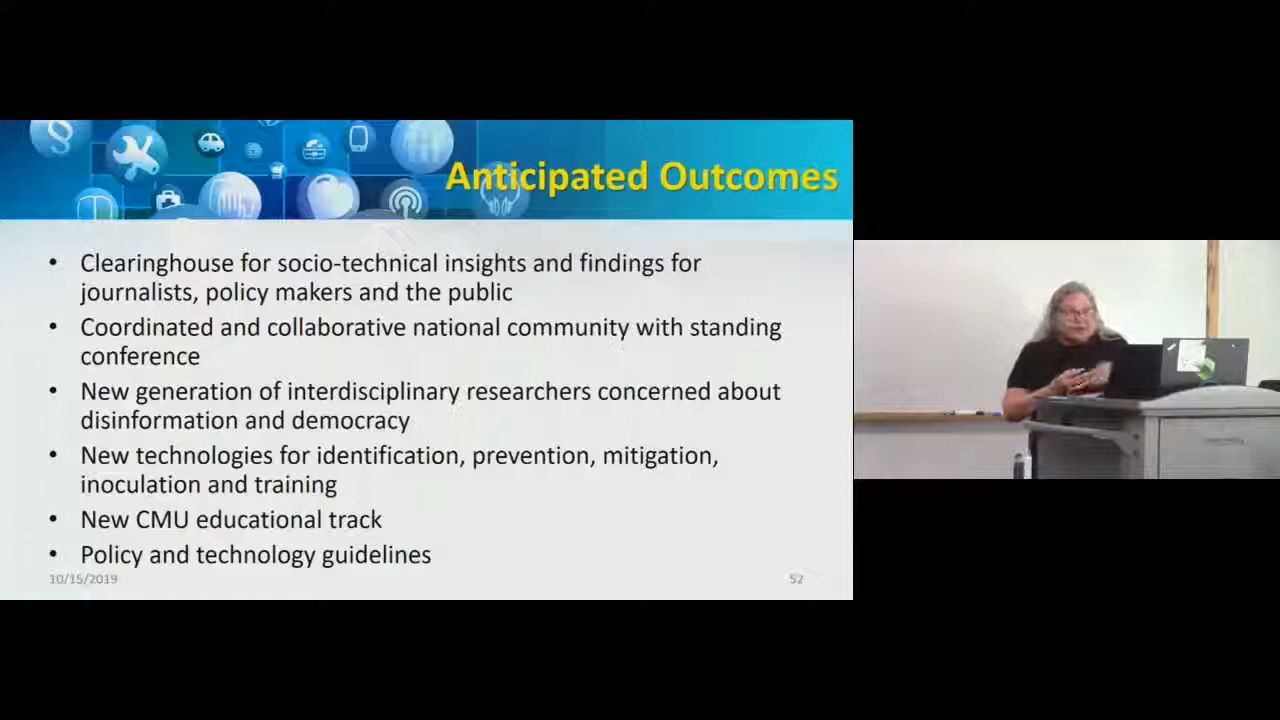 Anticipated Outcomes
• Clearinghouse for socio-technical insights and findings for
journalists, policy makers and the public
• Coordinated and collaborative national community with standing
conference
• New generation of interdisciplinary researchers concerned about
disinformation and democracy
• New technologies for identification, prevention, mitigation,
inoculation and training
• New CMU educational track
• Policy and technology guidelines
10/15/2019
52